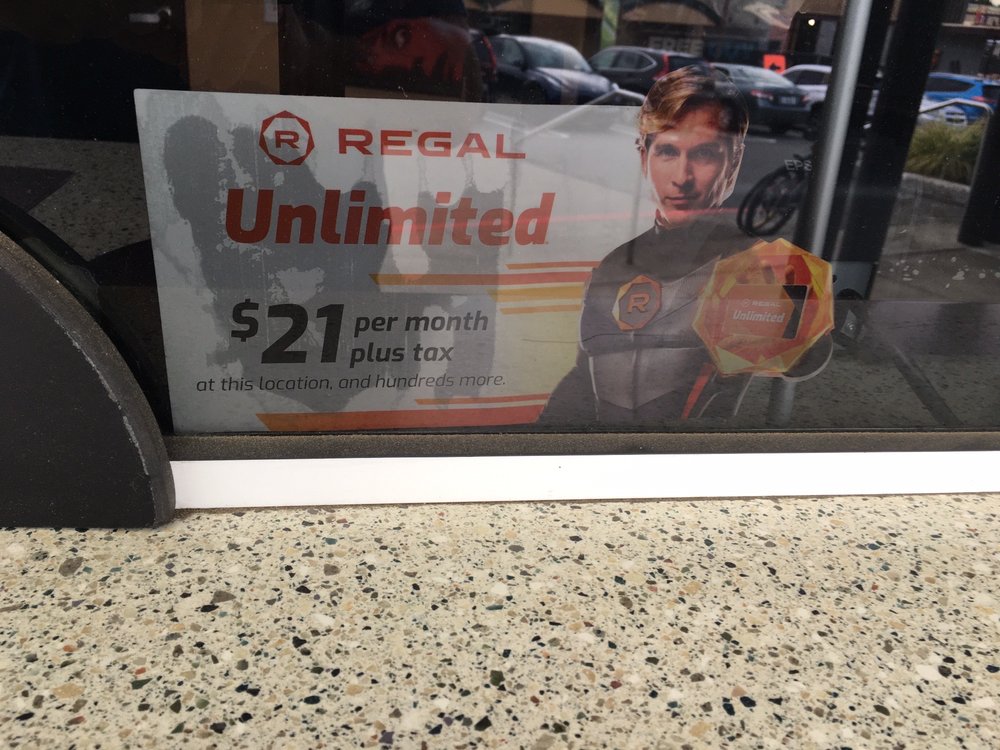 R REGAL
Unlimited
$21 per month
plus tax
at this location, and hundreds more.
R
REGAL
Unlimited